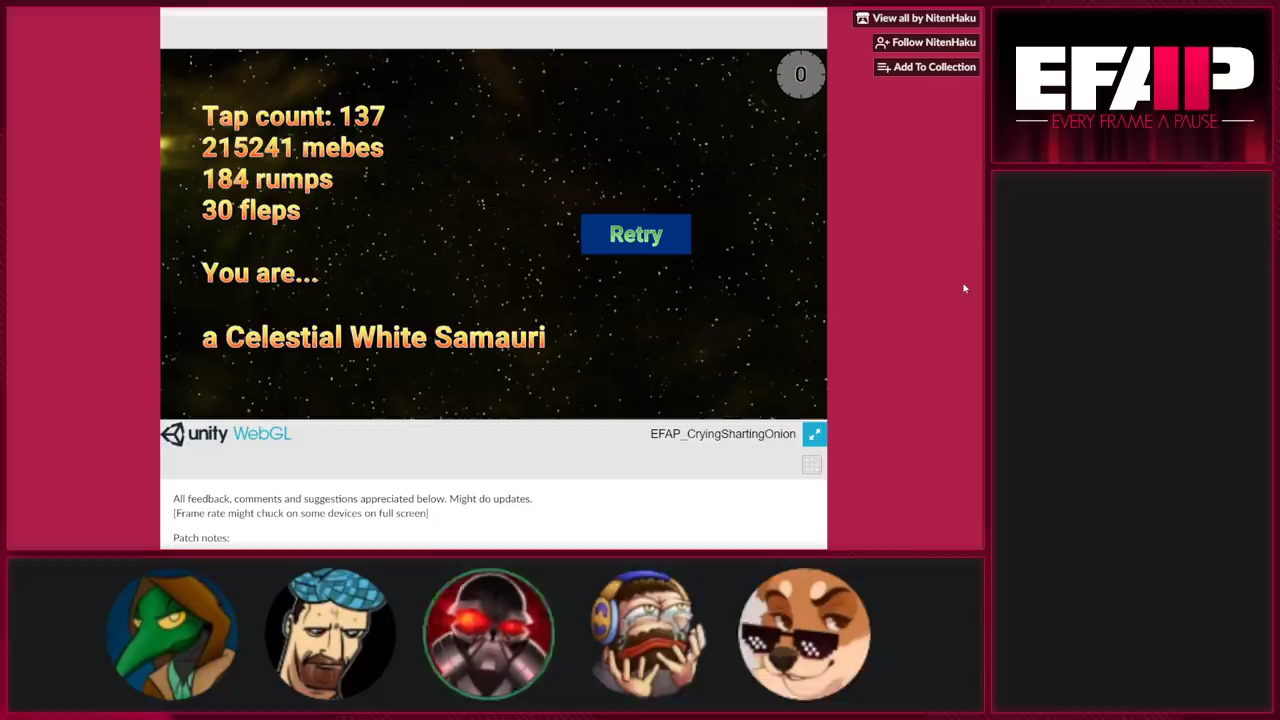 View all by NitenHaku
Follow NitenHaku
Add To Collection
0
Tap count: 137
215241 mebes
184 rumps
30 fleps
You are...
a Celestial White Samauri
Retry
unity WebGL
EFAP_CryingShartingOnion
All feedback, comments and suggestions appreciated below. Might do updates.
[Frame rate might chuck on some devices on full screen]
Patch notes:
EFAP
EVERY FRAME A PAUSE